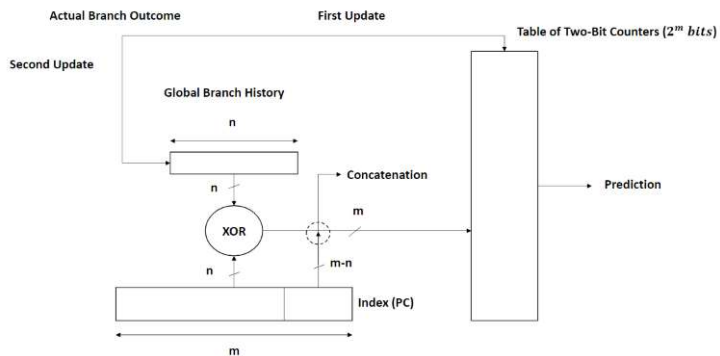 Actual Branch Outcome
First Update
Table of Two-Bit Counters (2^m bits)
Second Update
Global Branch History
n
n
Concatenation
Prediction
m
XOR
n
m-n
Index (PC)
m